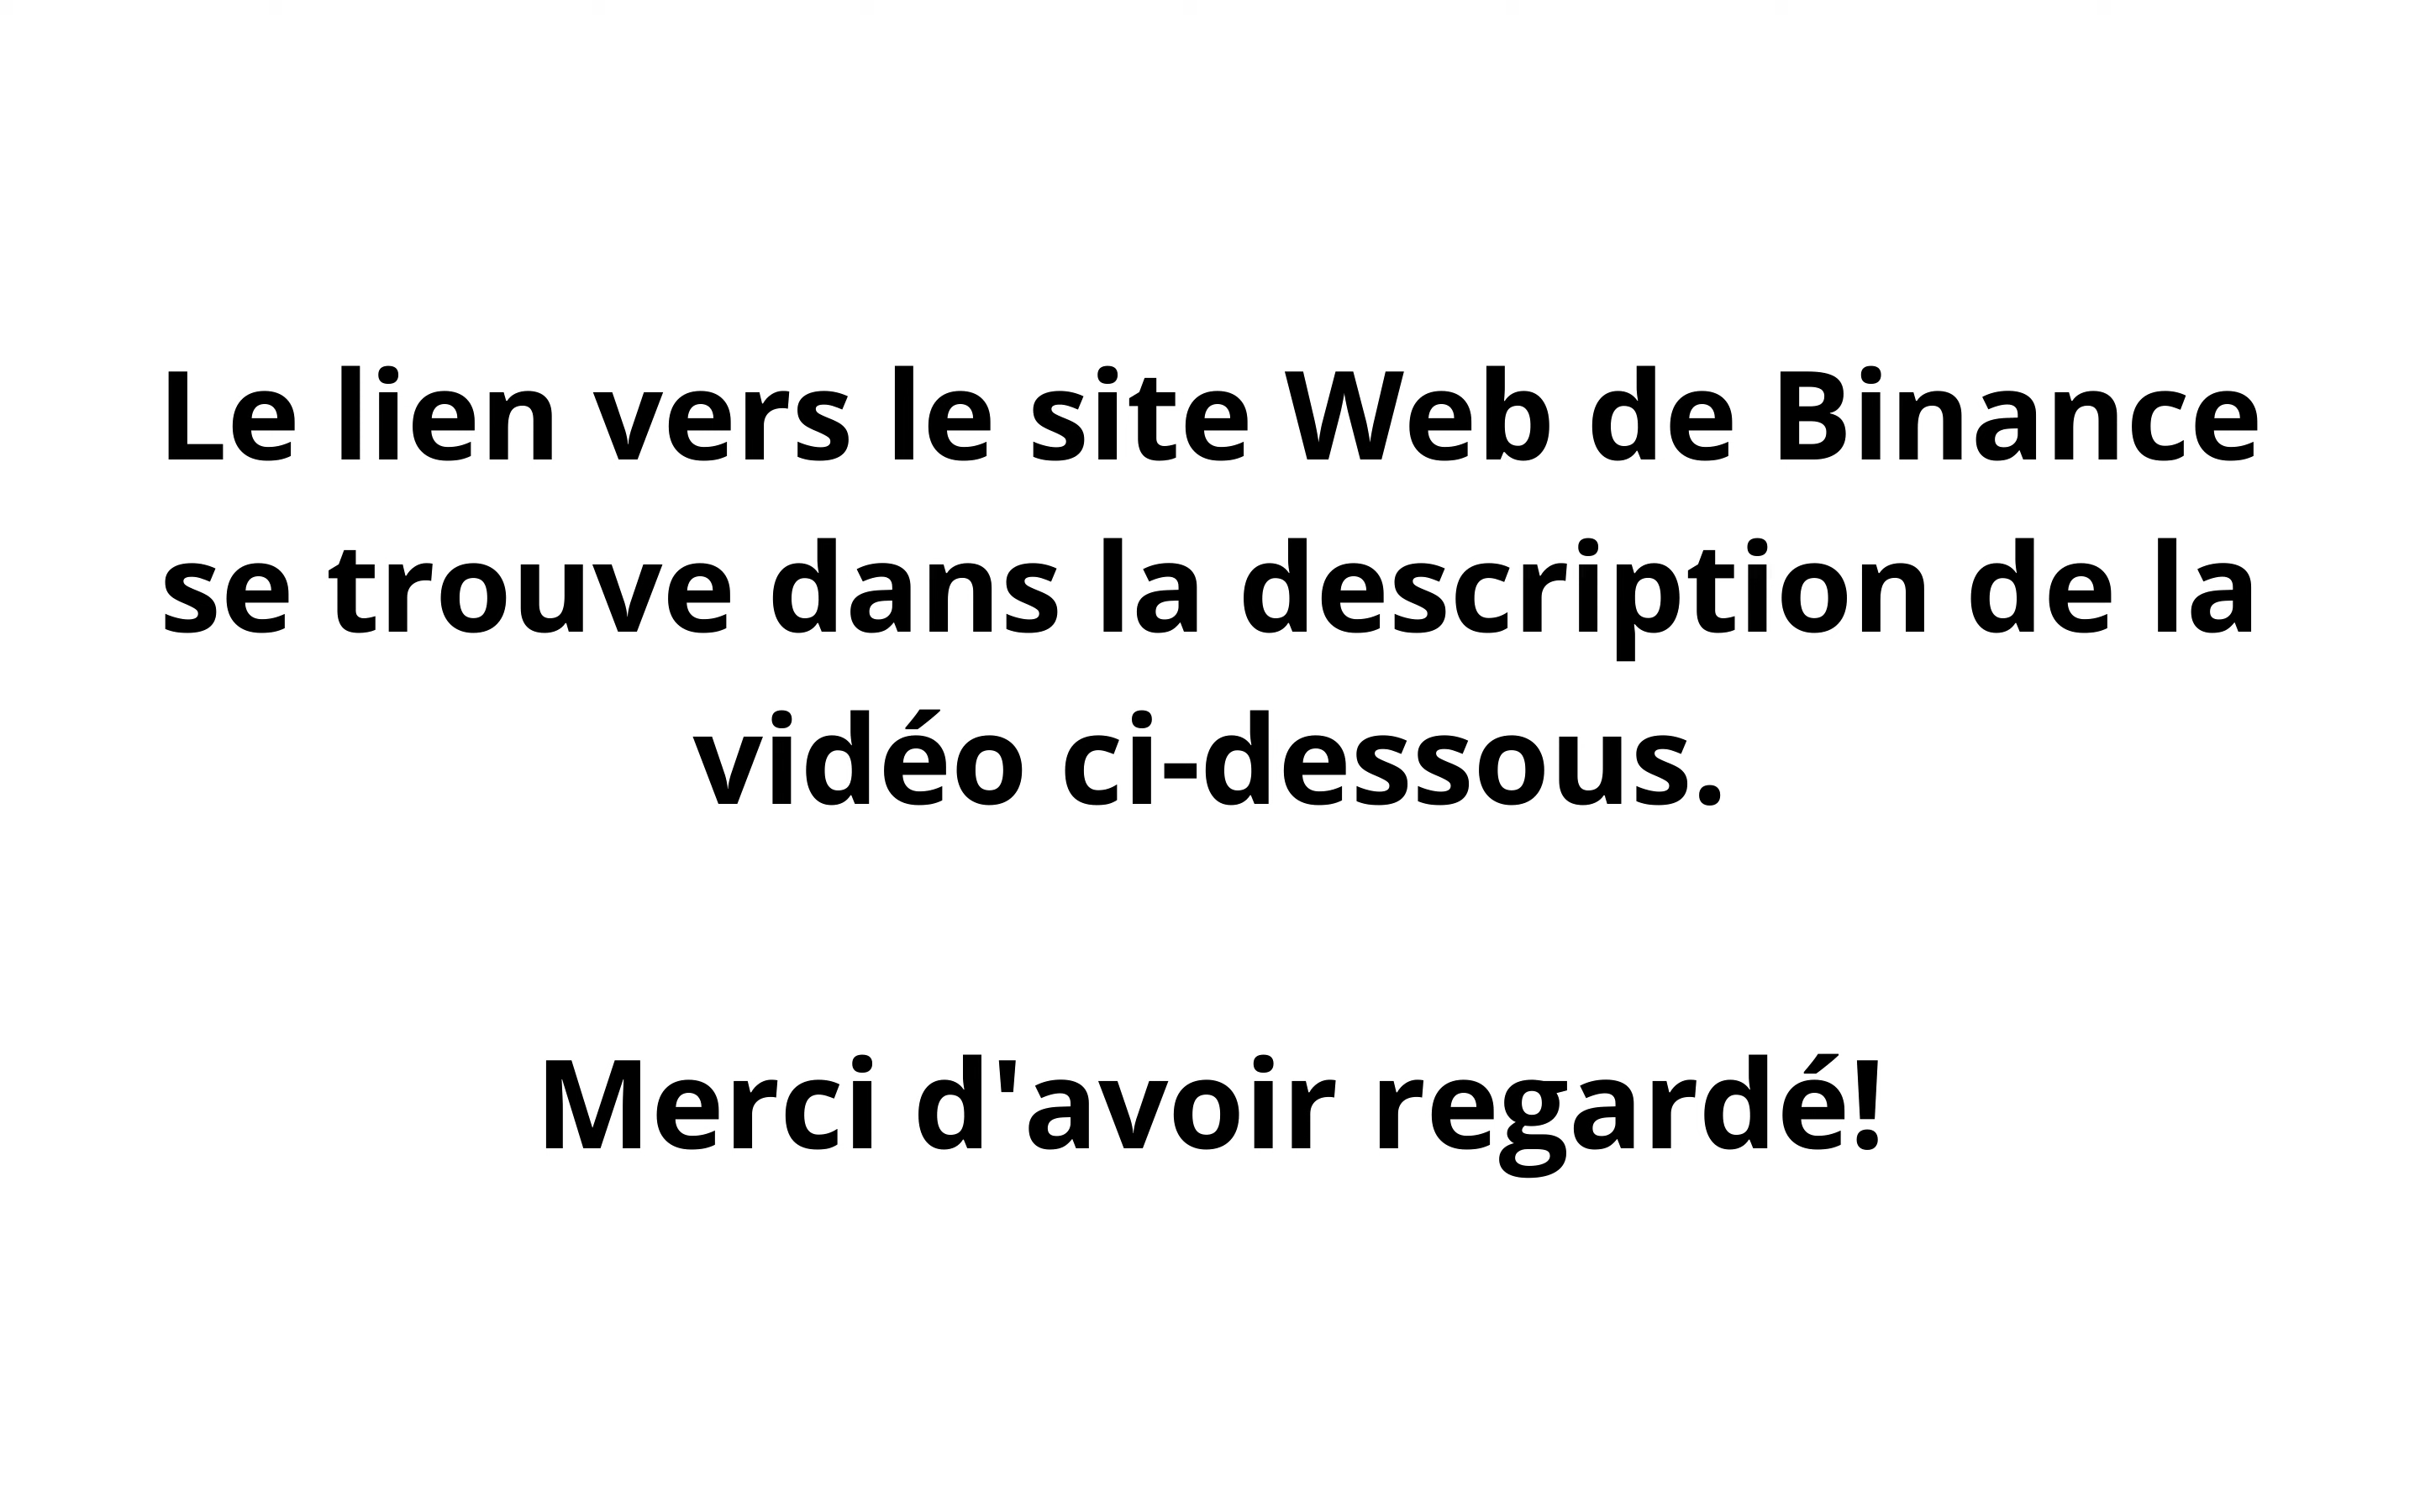 Le lien vers le site Web de Binance
se trouve dans la description de la
vidéo ci-dessous.
Merci d'avoir regardé!